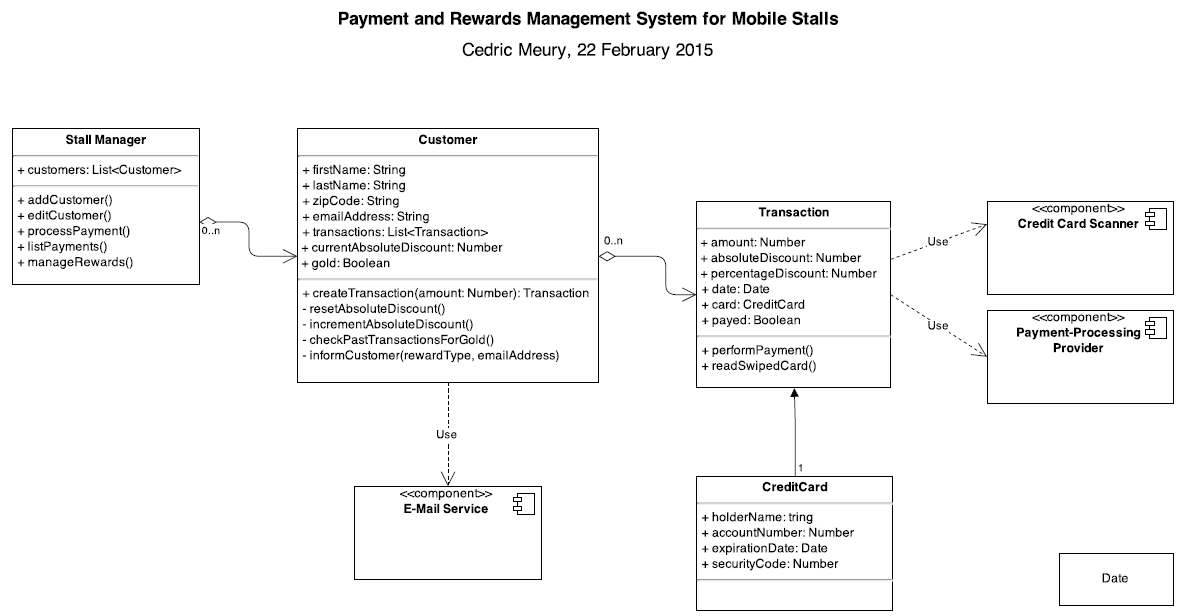 Payment and Rewards Management System for Mobile Stalls
Cedric Meury, 22 February 2015
Stall Manager
+ customers: List<Customer>
+ addCustomer()
+ editCustomer()
+ processPayment()
+ listPayments()
+ manageRewards()
0..n
Customer
+ firstName: String
+ lastName: String
+ zipCode: String
+ emailAddress: String
+ transactions: List<Transaction>
+ currentAbsoluteDiscount: Number
+ gold: Boolean
+ createTransaction(amount: Number): Transaction
- resetAbsoluteDiscount()
- incrementAbsoluteDiscount()
- checkPastTransactionsForGold()
- informCustomer(rewardType, emailAddress)
0..n
Transaction
+ amount: Number
+ absoluteDiscount: Number
+ percentageDiscount: Number
+ date: Date
+ card: CreditCard
+ payed: Boolean
+ performPayment()
+ readSwipedCard()
Use
<<component>>
Credit Card Scanner
Use
<<component>>
Payment-Processing
Provider
Use
<<component>>
E-Mail Service
1
CreditCard
+ holderName: tring
+ accountNumber: Number
+ expirationDate: Date
+ securityCode: Number
Date